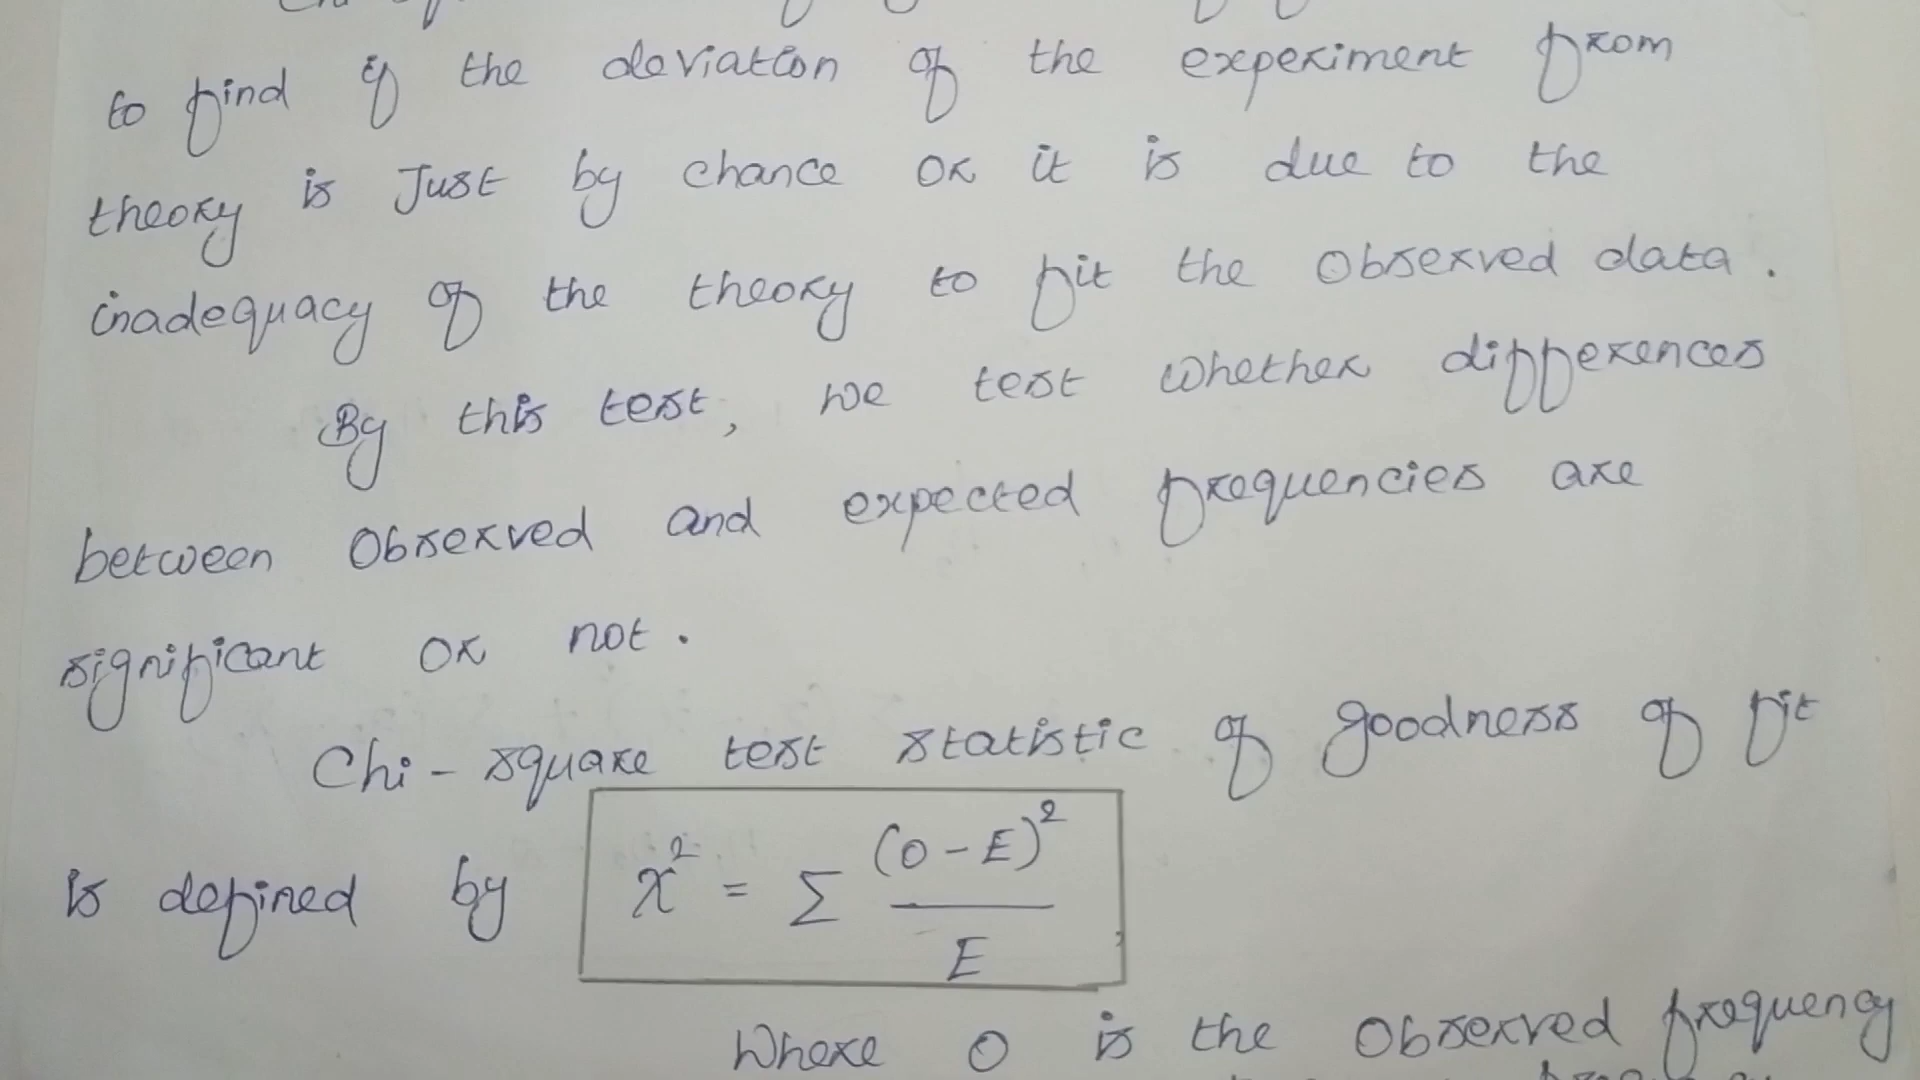 to find if the deviation of the experiment from
theory is Just by chance or it is due to the
inadequacy of the theory to fit the observed data.
By this test, we test whether differences
between Observed and expected frequencies are
significant or not.
Chi-square test statistic of goodness of fit
is defined by χ² = Σ (O-E)² / E,
Where O is the Observed frequency